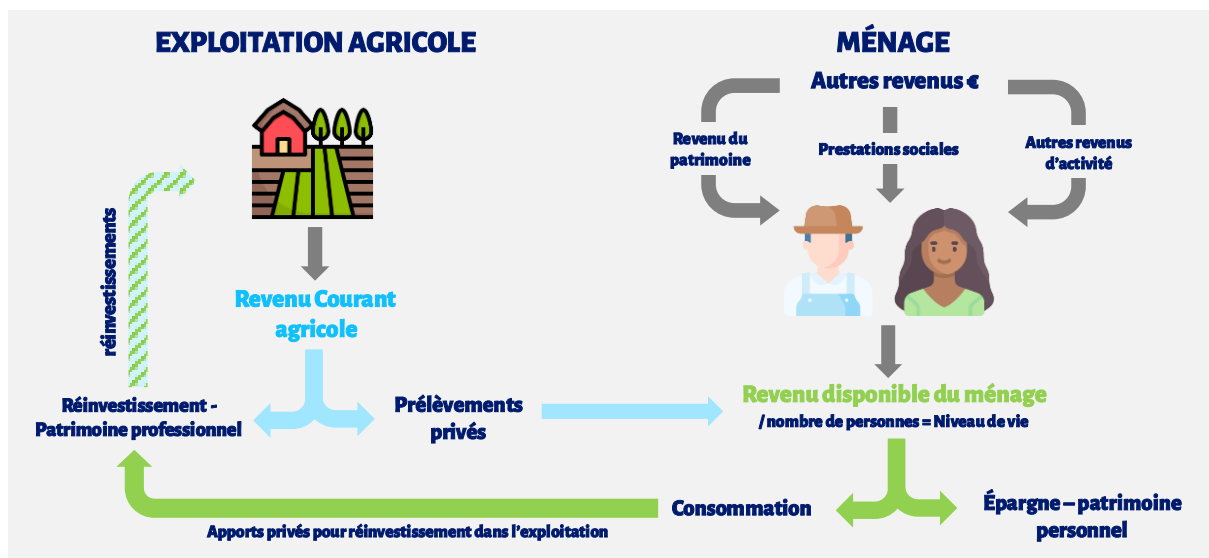 EXPLOITATION AGRICOLE
MÉNAGE
Autres revenus €
Revenu du
patrimoine
Prestations sociales
Autres revenus
d'activité
réinvestissements
Revenu Courant
agricole
Réinvestissement -
Patrimoine professionnel
Prélèvements
privés
Revenu disponible du ménage
/ nombre de personnes = Niveau de vie
Consommation
Épargne – patrimoine
personnel
Apports privés pour réinvestissement dans l'exploitation